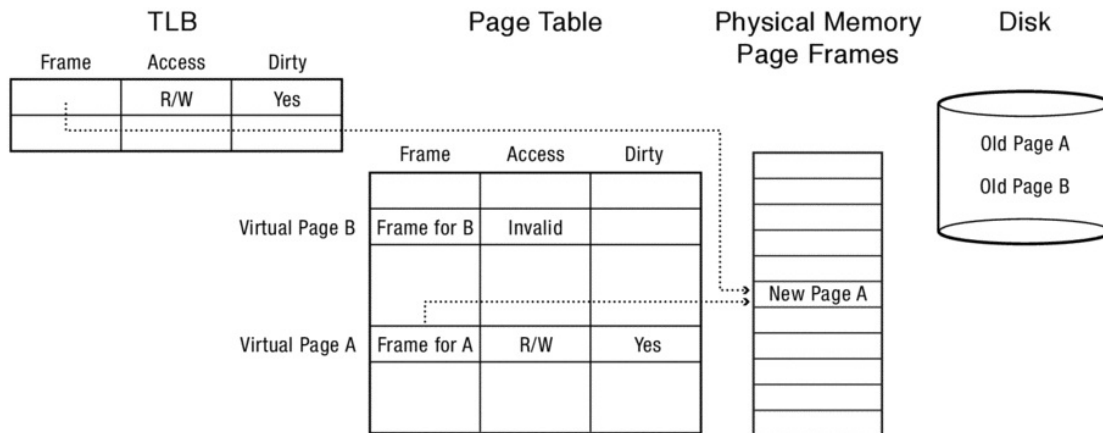 TLB
Page Table
Physical Memory
Page Frames
Disk
Frame Access Dirty
R/W Yes
Old Page A
Old Page B
Frame Access Dirty
Virtual Page B Frame for B Invalid
New Page A
Virtual Page A Frame for A R/W Yes